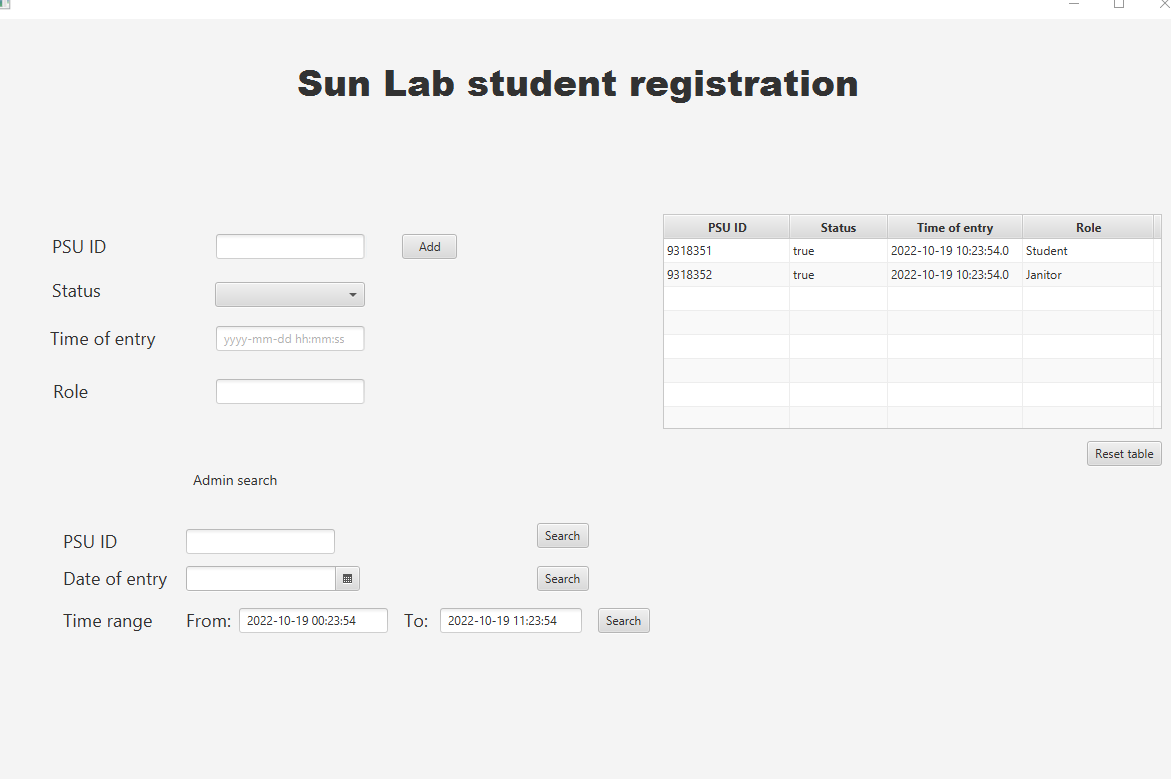 Sun Lab student registration
PSU ID
Add
Status
Time of entry
yyyy-mm-dd hh:mm:ss
Role
PSU ID Status Time of entry Role
9318351 true 2022-10-19 10:23:54.0 Student
9318352 true 2022-10-19 10:23:54.0 Janitor
Reset table
Admin search
PSU ID Search
Date of entry Search
Time range From: 2022-10-19 00:23:54 To: 2022-10-19 11:23:54 Search